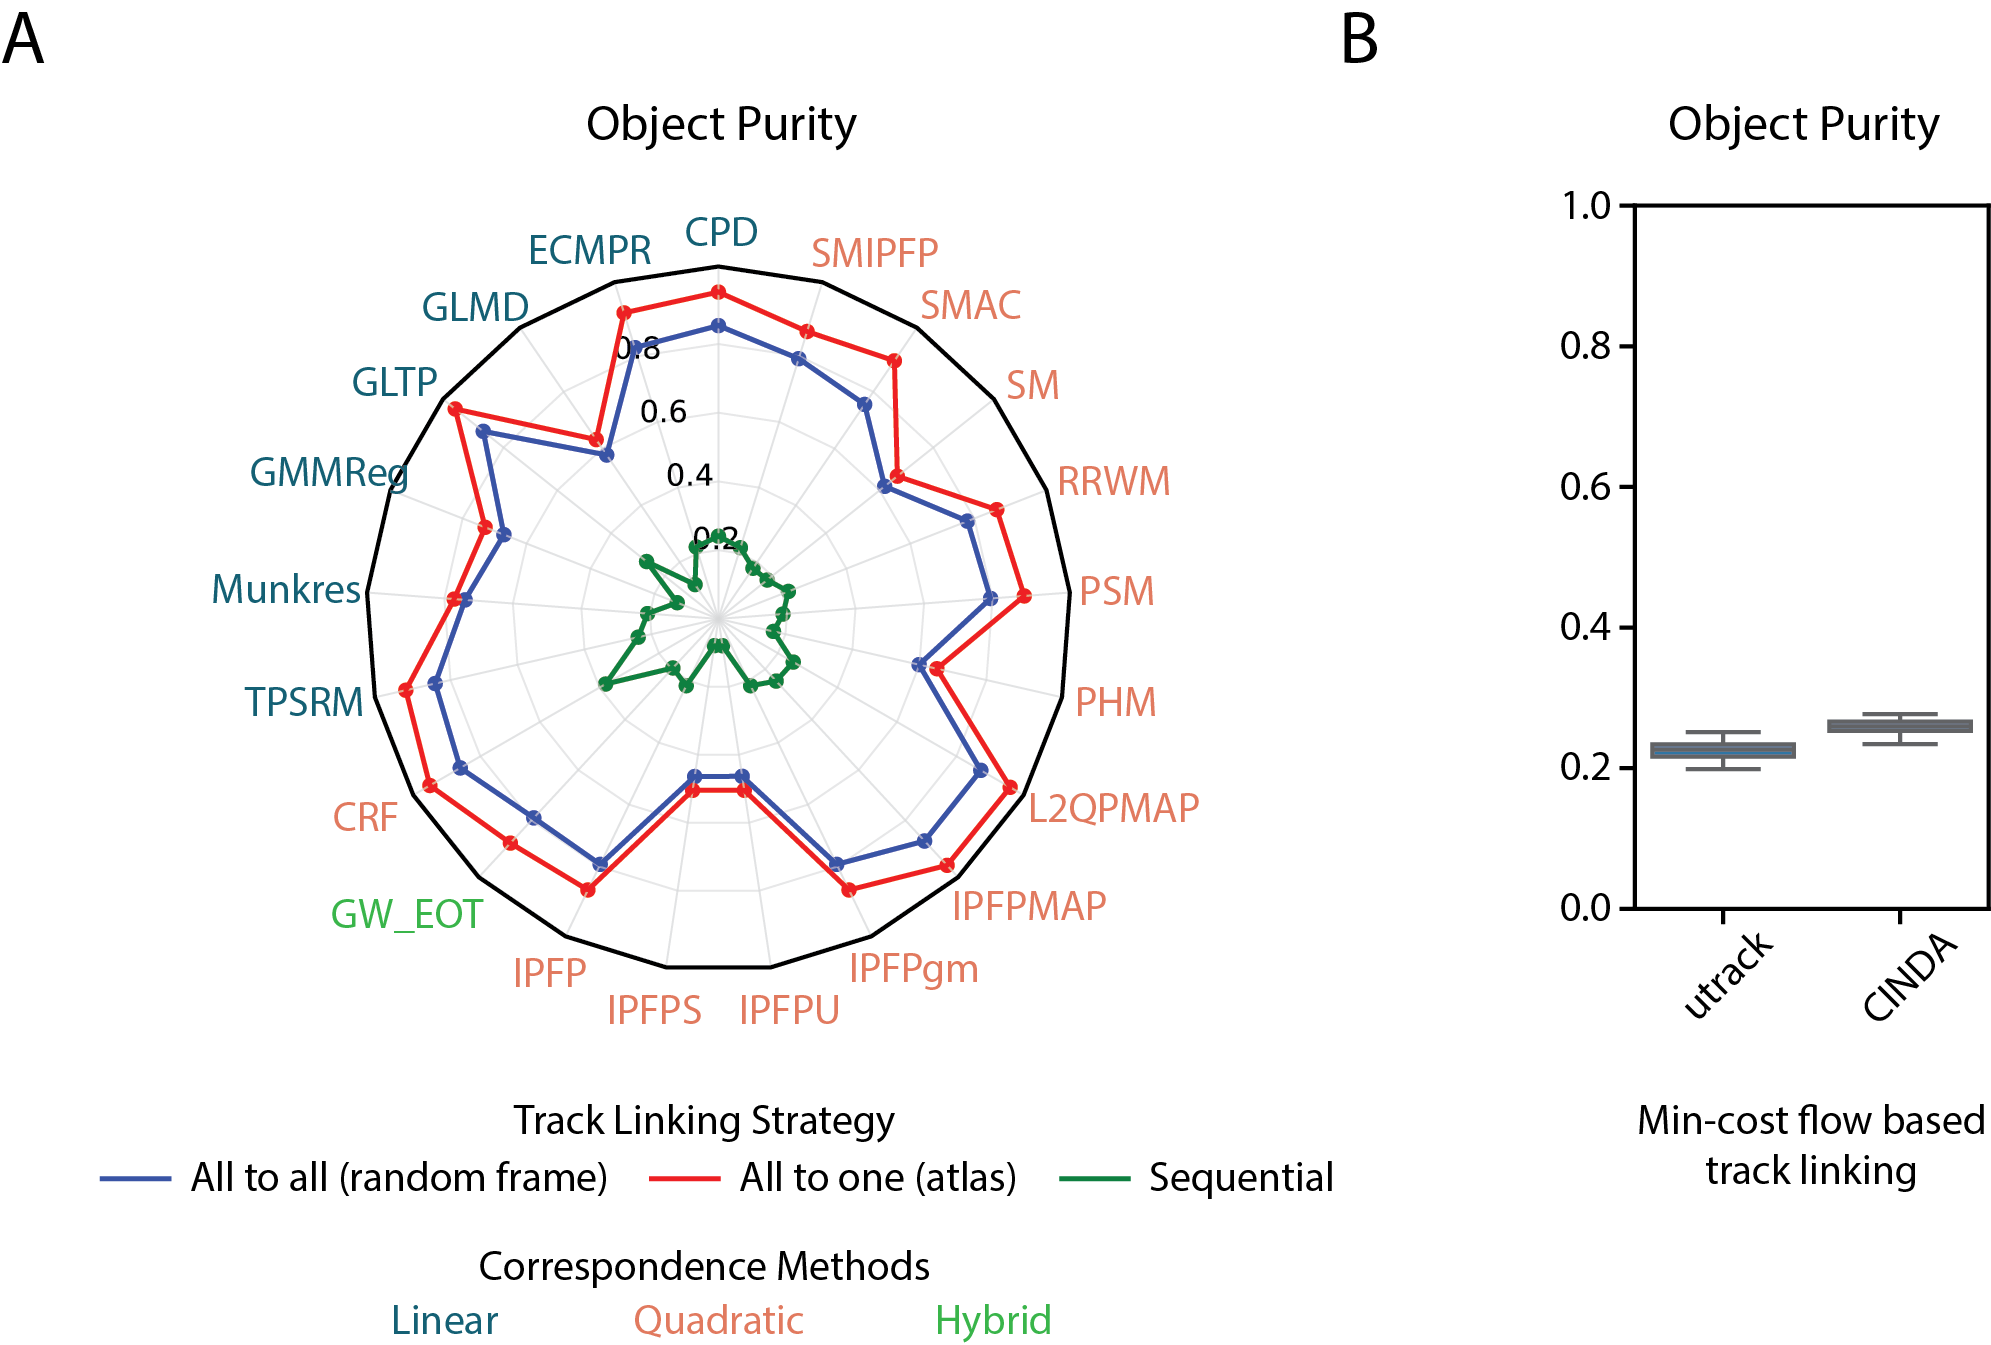 A
B
Object Purity
Object Purity
CPD
SMIPFP
SMAC
SM
RRWM
PSM
PHM
L2QPMAP
IPFPMAP
IPFPgm
IPFPU
IPFPS
IPFP
GW_EOT
CRF
TPSRM
Munkres
GMMReg
GLTP
GLMD
ECMPR
0.8
0.6
0.4
0.2
1.0
0.8
0.6
0.4
0.2
0.0
utrack
CINDA
Min-cost flow based
track linking
Track Linking Strategy
All to all (random frame) All to one (atlas) Sequential
Correspondence Methods
Linear Quadratic Hybrid